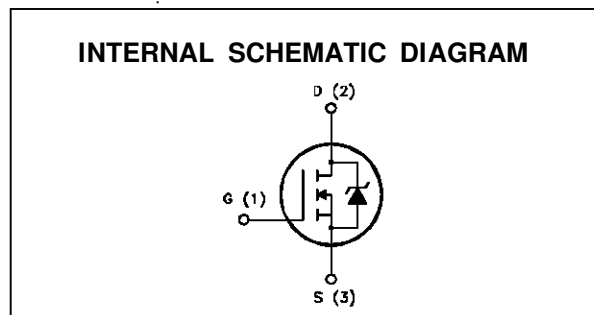 INTERNAL SCHEMATIC DIAGRAM
D (2)
G (1)
S (3)